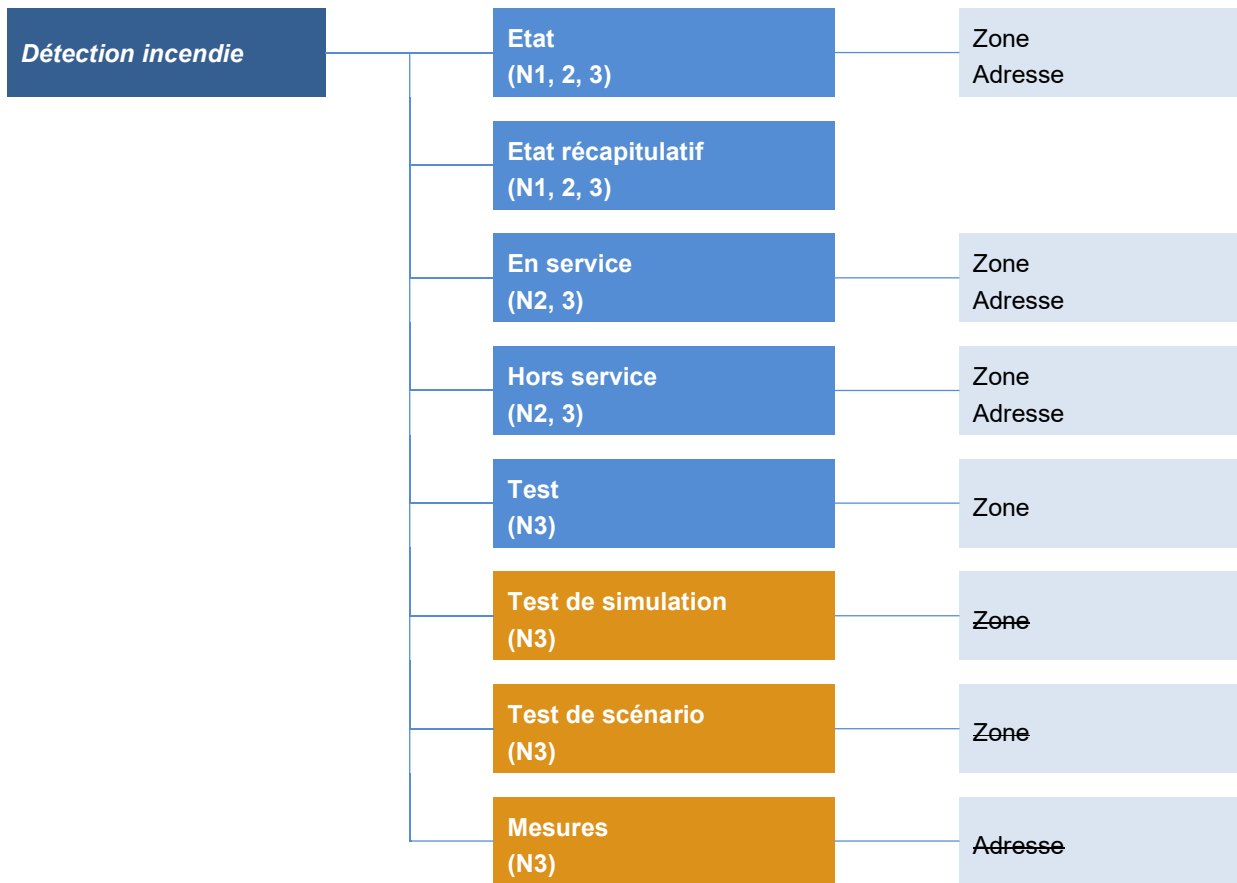 Détection incendie
Etat
(N1, 2, 3)
Zone
Adresse
Etat récapitulatif
(N1, 2, 3)
En service
(N2, 3)
Zone
Adresse
Hors service
(N2, 3)
Zone
Adresse
Test
(N3)
Zone
Test de simulation
(N3)
Zone
Test de scénario
(N3)
Zone
Mesures
(N3)
Adresse